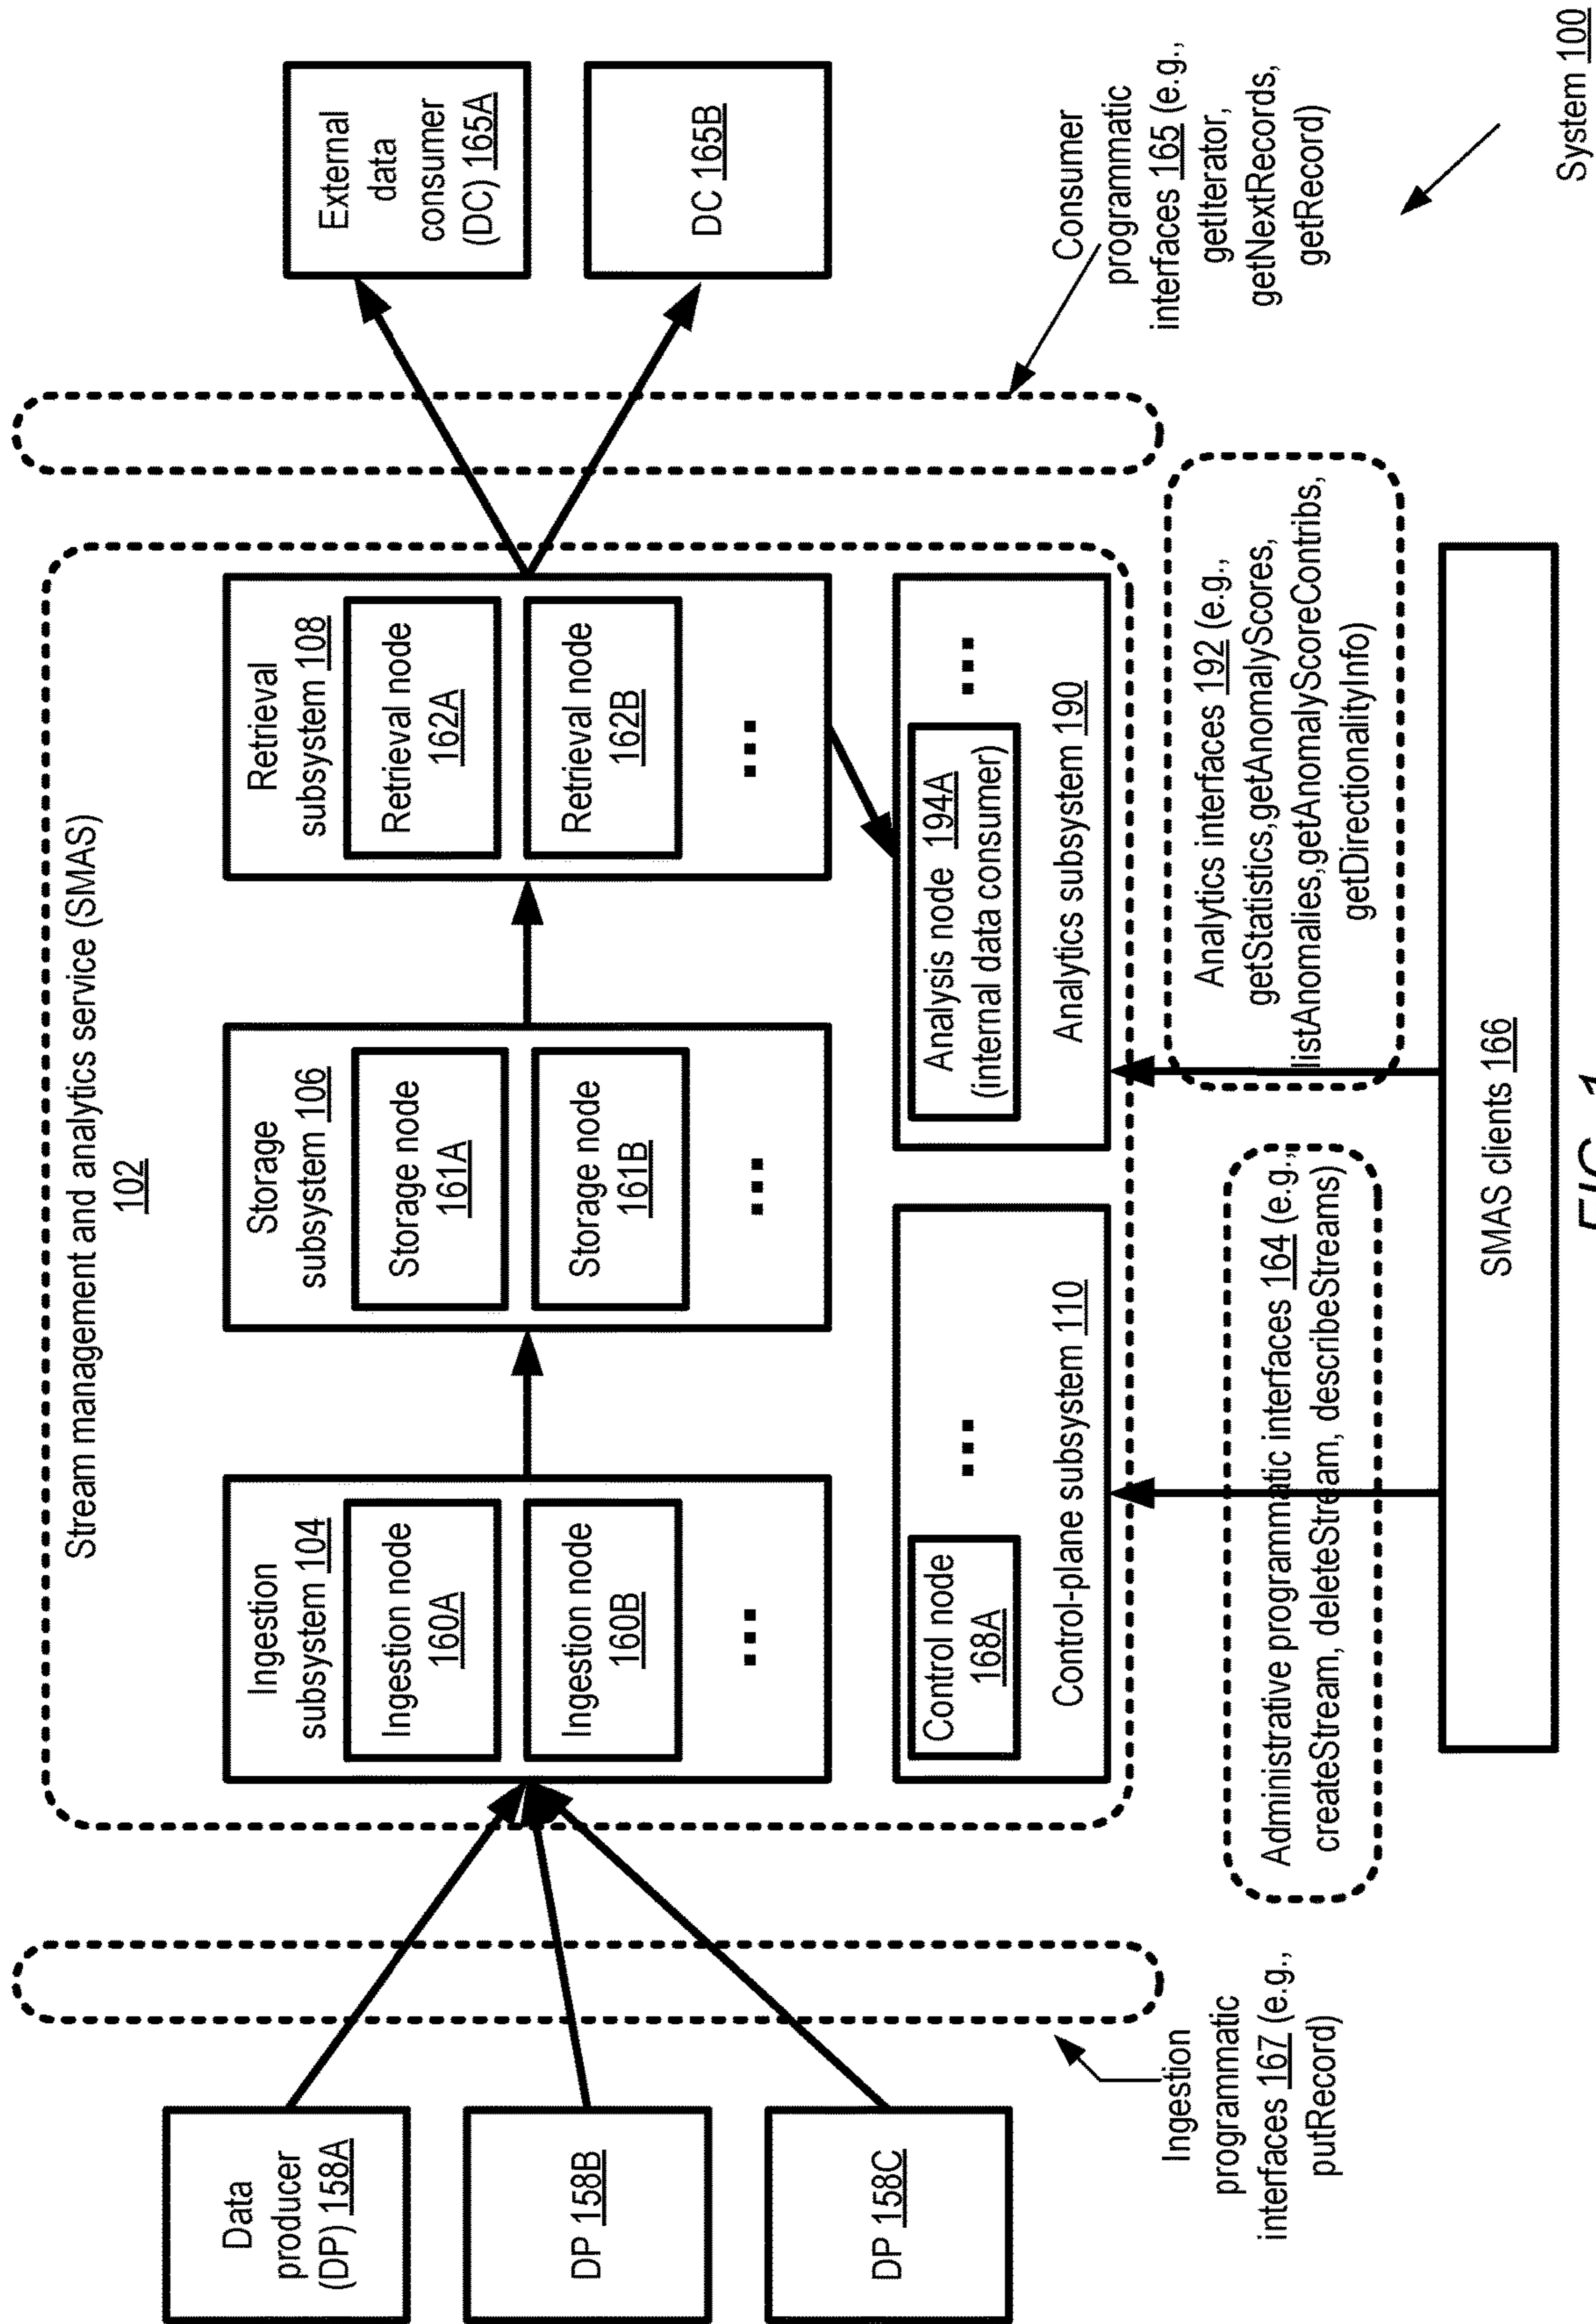 Stream management and analytics service (SMAS)
102
Data
producer
(DP) 158A
DP 158B
DP 158C
Ingestion
programmatic
interfaces 167 (e.g.,
putRecord)
Ingestion
subsystem 104
Ingestion node
160A
Ingestion node
160B
...
Storage
subsystem 106
Storage node
161A
Storage node
161B
...
Retrieval
subsystem 108
Retrieval node
162A
Retrieval node
162B
...
External
data
consumer
(DC) 165A
DC 165B
Consumer
programmatic
interfaces 165 (e.g.,
getIterator,
getNextRecords,
getRecord)
Control node
168A
...
Control-plane subsystem 110
Analysis node 194A
(internal data consumer)
...
Analytics subsystem 190
Administrative programmatic interfaces 164 (e.g.,
createStream, deleteStream, describeStreams)
Analytics interfaces 192 (e.g.,
getStatistics,getAnomalyScores,
listAnomalies,getAnomalyScoreContribs,
getDirectionalityInfo)
SMAS clients 166
System 100
FIG. 1